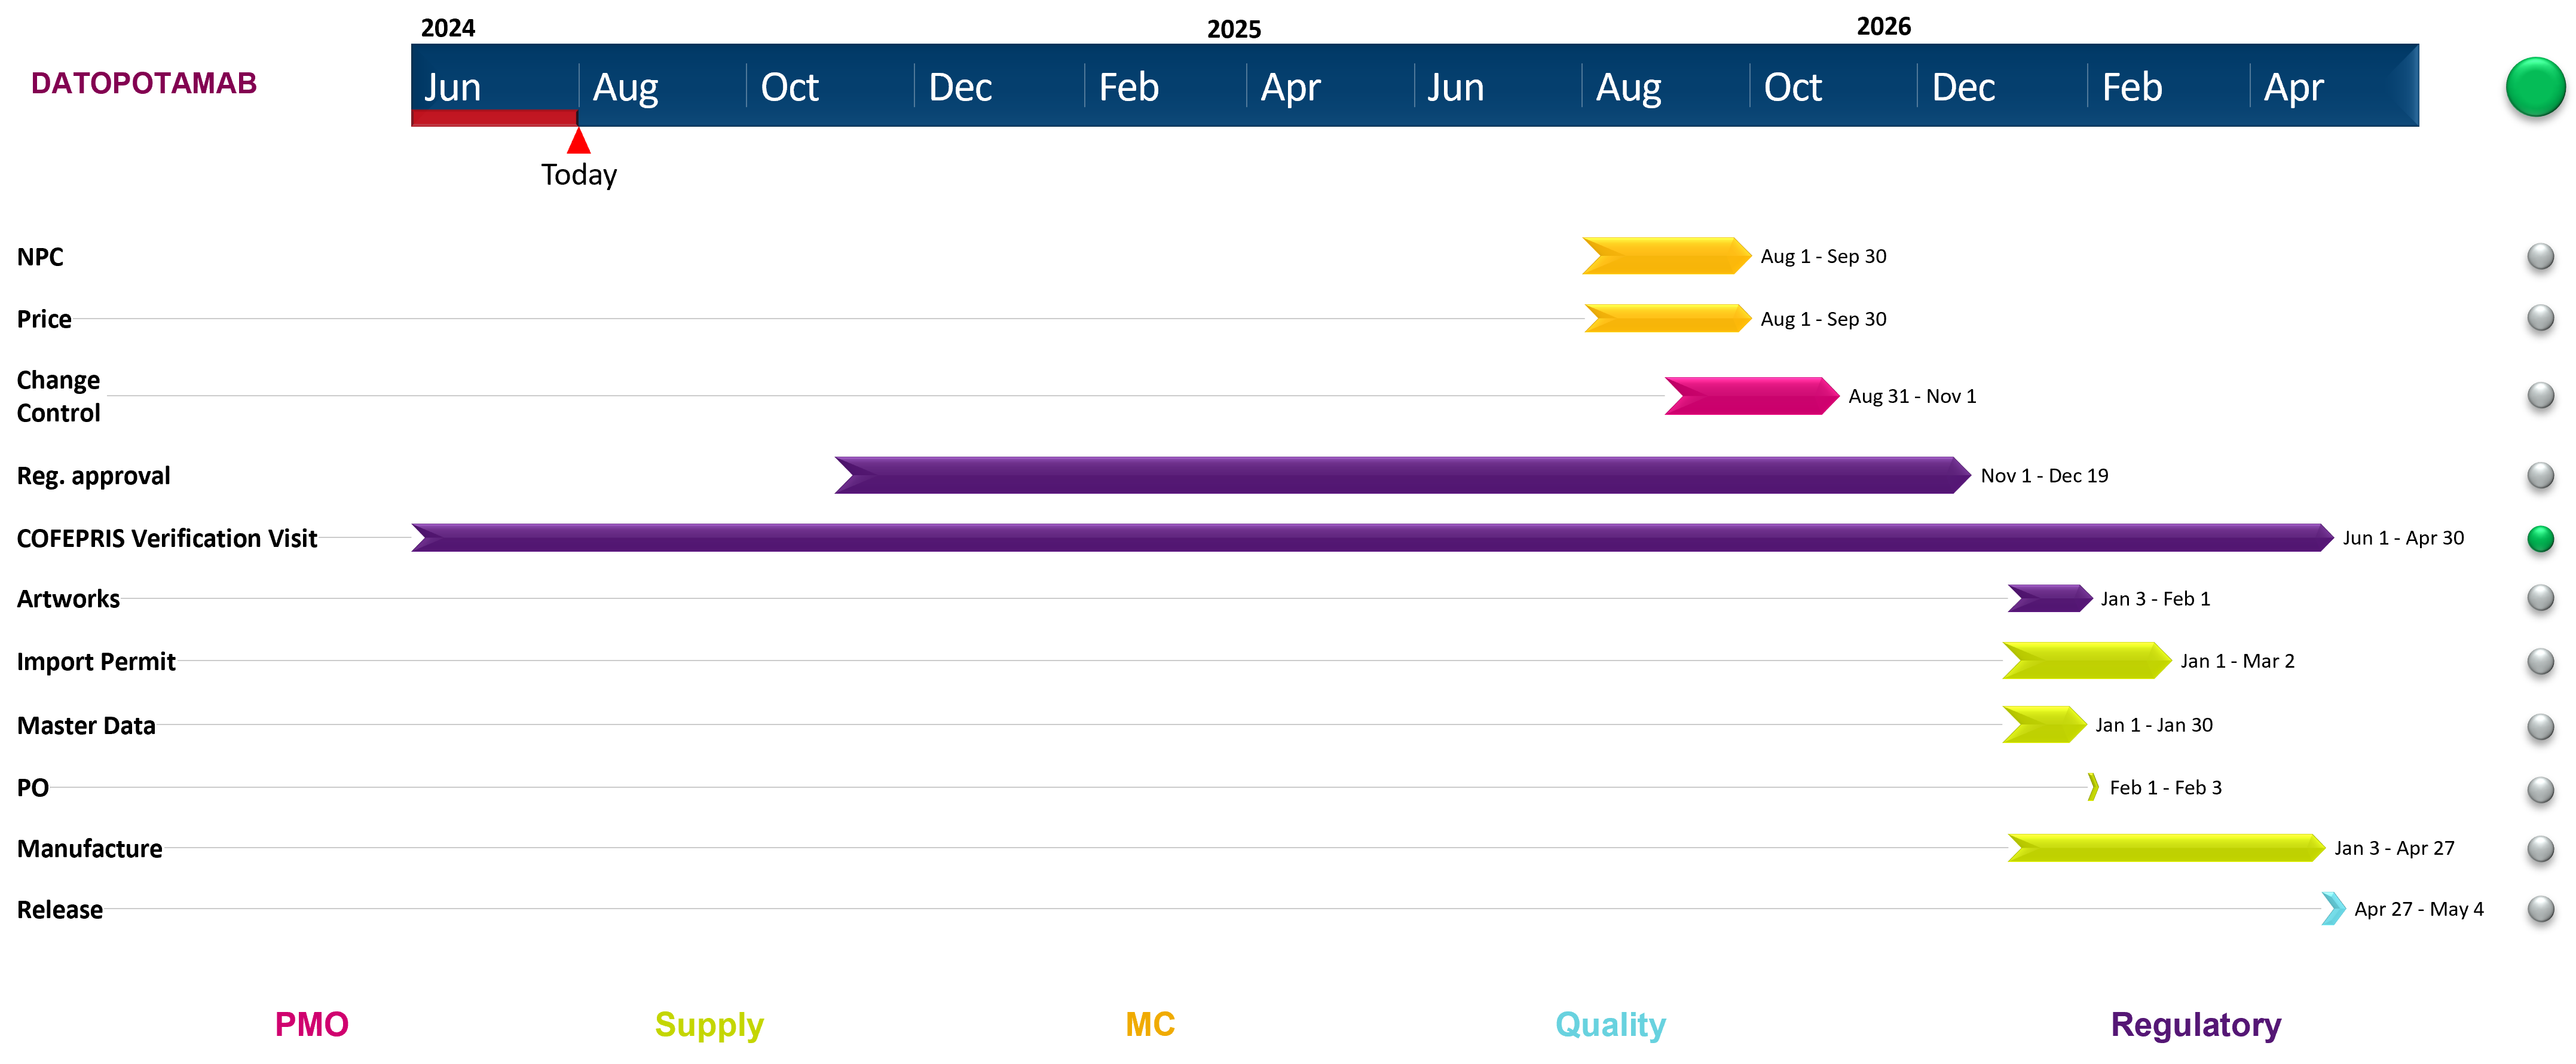 2024 2025 2026
DATOPOTAMAB
Jun Aug Oct Dec Feb Apr Jun Aug Oct Dec Feb Apr
Today
NPC Aug 1 - Sep 30
Price Aug 1 - Sep 30
Change
Control Aug 31 - Nov 1
Reg. approval Nov 1 - Dec 19
COFEPRIS Verification Visit Jun 1 - Apr 30
Artworks Jan 3 - Feb 1
Import Permit Jan 1 - Mar 2
Master Data Jan 1 - Jan 30
PO Feb 1 - Feb 3
Manufacture Jan 3 - Apr 27
Release Apr 27 - May 4
PMO Supply MC Quality Regulatory